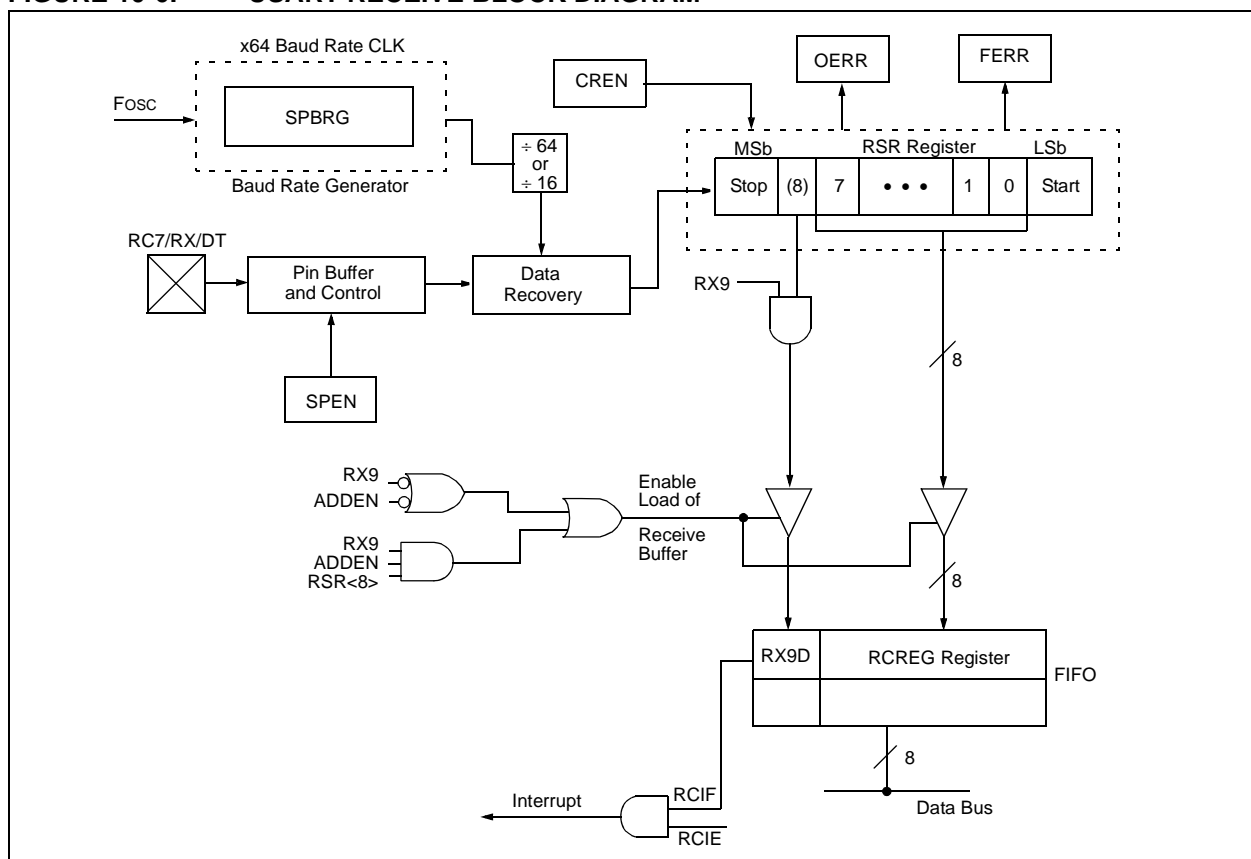 x64 Baud Rate CLK
OERR
FERR
CREN
FOSC
SPBRG
MSb
RSR Register
LSb
÷ 64
or
÷ 16
Baud Rate Generator
Stop
(8)
7
• • •
1
0
Start
RC7/RX/DT
Pin Buffer
and Control
Data
Recovery
RX9
8
SPEN
RX9
ADDEN
Enable
Load of
Receive
Buffer
RX9
ADDEN
RSR<8>
8
RX9D
RCREG Register
FIFO
8
Interrupt
RCIF
RCIE
Data Bus